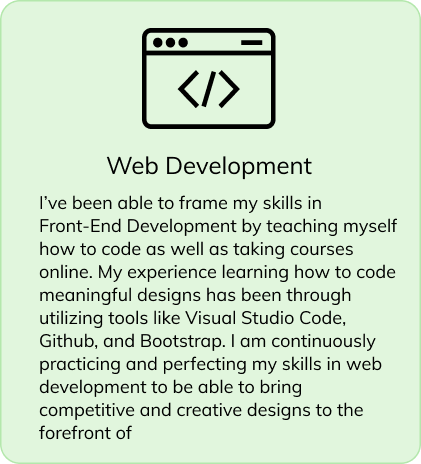 </>
Web Development
I’ve been able to frame my skills in
Front-End Development by teaching myself
how to code as well as taking courses
online. My experience learning how to code
meaningful designs has been through
utilizing tools like Visual Studio Code,
Github, and Bootstrap. I am continuously
practicing and perfecting my skills in web
development to be able to bring
competitive and creative designs to the
forefront of